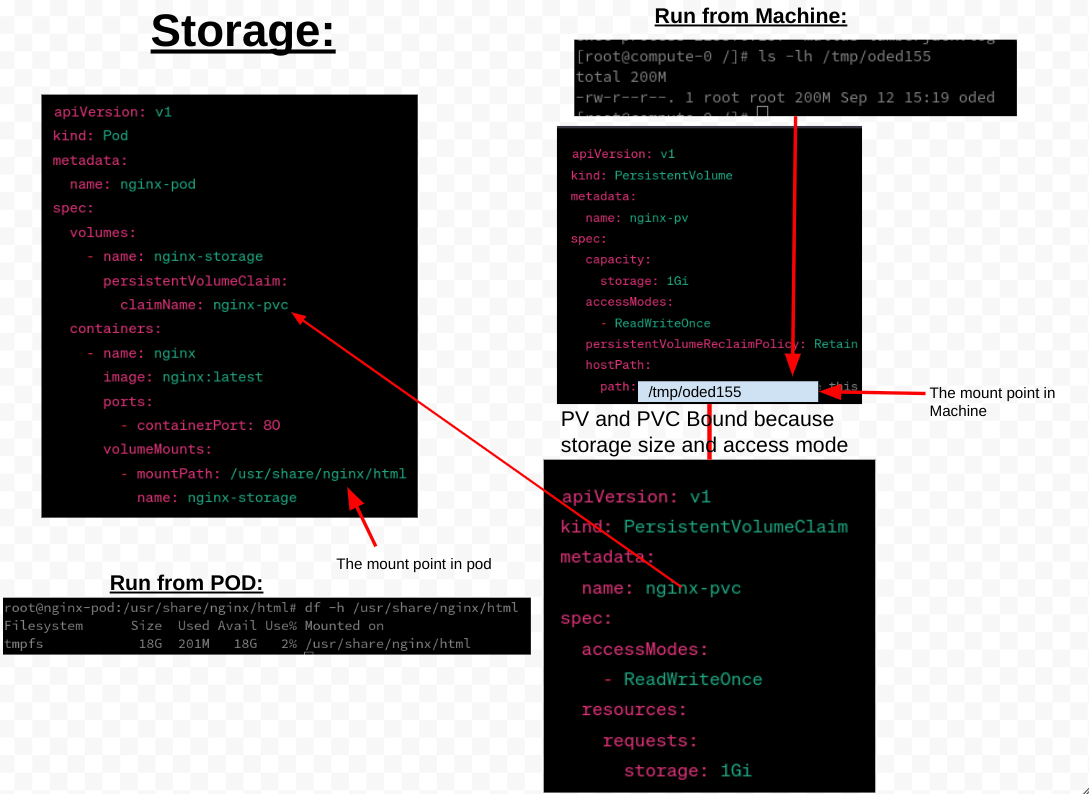 Storage:
apiVersion: v1
kind: Pod
metadata:
name: nginx-pod
spec:
volumes:
- name: nginx-storage
persistentVolumeClaim:
claimName: nginx-pvc
containers:
- name: nginx
image: nginx:latest
ports:
- containerPort: 80
volumeMounts:
- mountPath: /usr/share/nginx/html
name: nginx-storage
The mount point in pod
Run from POD:
root@nginx-pod:/usr/share/nginx/html# df -h /usr/share/nginx/html
Filesystem Size Used Avail Use% Mounted on
tmpfs 18G 201M 18G 2% /usr/share/nginx/html
Run from Machine:
[root@compute-0 /]# ls -lh /tmp/oded155
total 200M
-rw-r--r--. 1 root root 200M Sep 12 15:19 oded
[root@compute-0 /]#
apiVersion: v1
kind: PersistentVolume
metadata:
name: nginx-pv
spec:
capacity:
storage: 1Gi
accessModes:
- ReadWriteOnce
persistentVolumeReclaimPolicy: Retain
hostPath:
path: /tmp/oded155 this
The mount point in
Machine
PV and PVC Bound because
storage size and access mode
apiVersion: v1
kind: PersistentVolumeClaim
metadata:
name: nginx-pvc
spec:
accessModes:
- ReadWriteOnce
resources:
requests:
storage: 1Gi